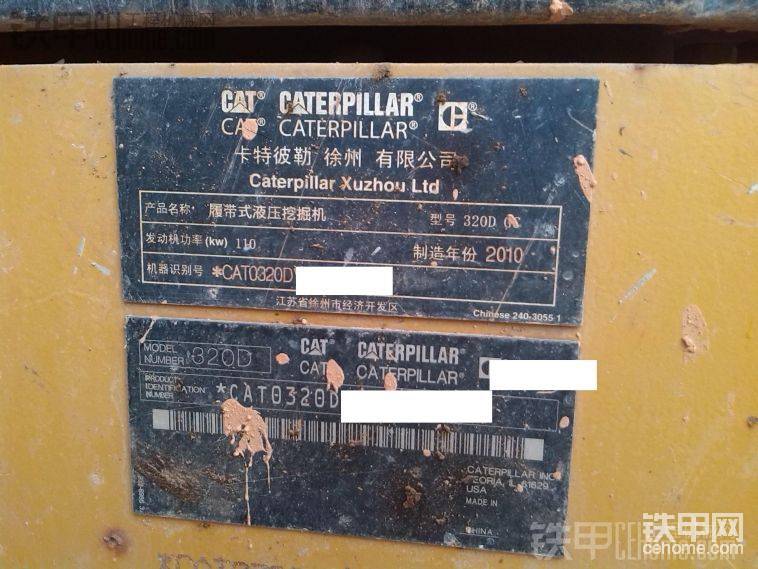 CAT® CATERPILLAR®
CAT® CATERPILLAR®
卡特彼勒 徐州 有限公司
Caterpillar Xuzhou Ltd
产品名称 履带式液压挖掘机 型号 320D
发动机功率(kw) 110 制造年份 2010
机器识别号 *CAT0320D
江苏省徐州市经济开发区
Chinese 240-3055 1
MODEL NUMBER 320D
CAT® CATERPILLAR®
CAT® CATERPILLAR®
PRODUCT IDENTIFICATION NUMBER *CAT0320D
CATERPILLAR INC.
PEORIA, IL 61629
USA
MADE IN
CHINA
铁甲网
cehome.com